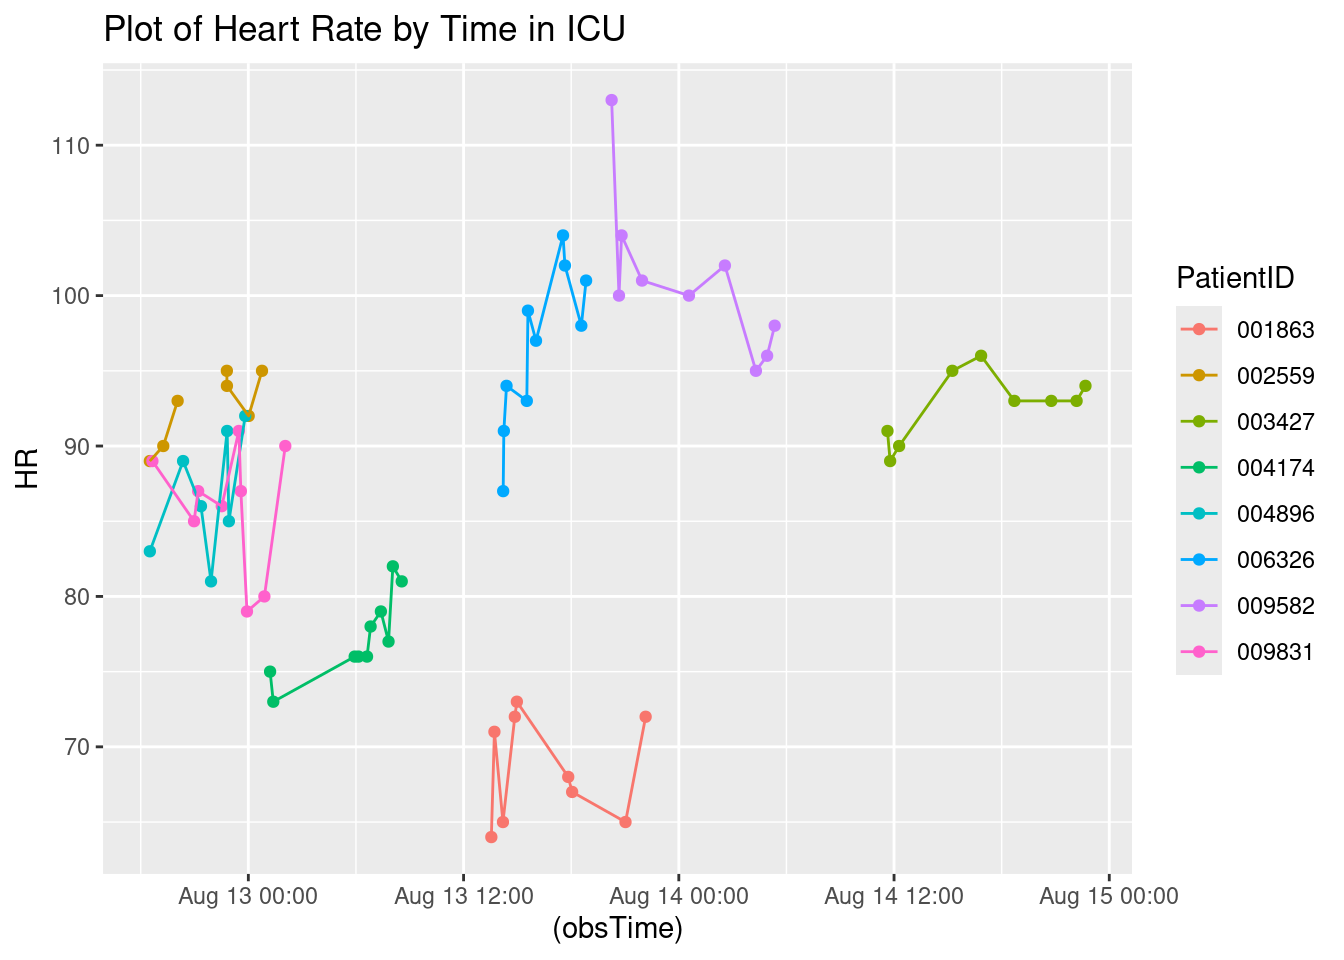 Plot of Heart Rate by Time in ICU
110
100
90
80
70
HR
Aug 13 00:00 Aug 13 12:00 Aug 14 00:00 Aug 14 12:00 Aug 15 00:00
(obsTime)
PatientID
001863
002559
003427
004174
004896
006326
009582
009831